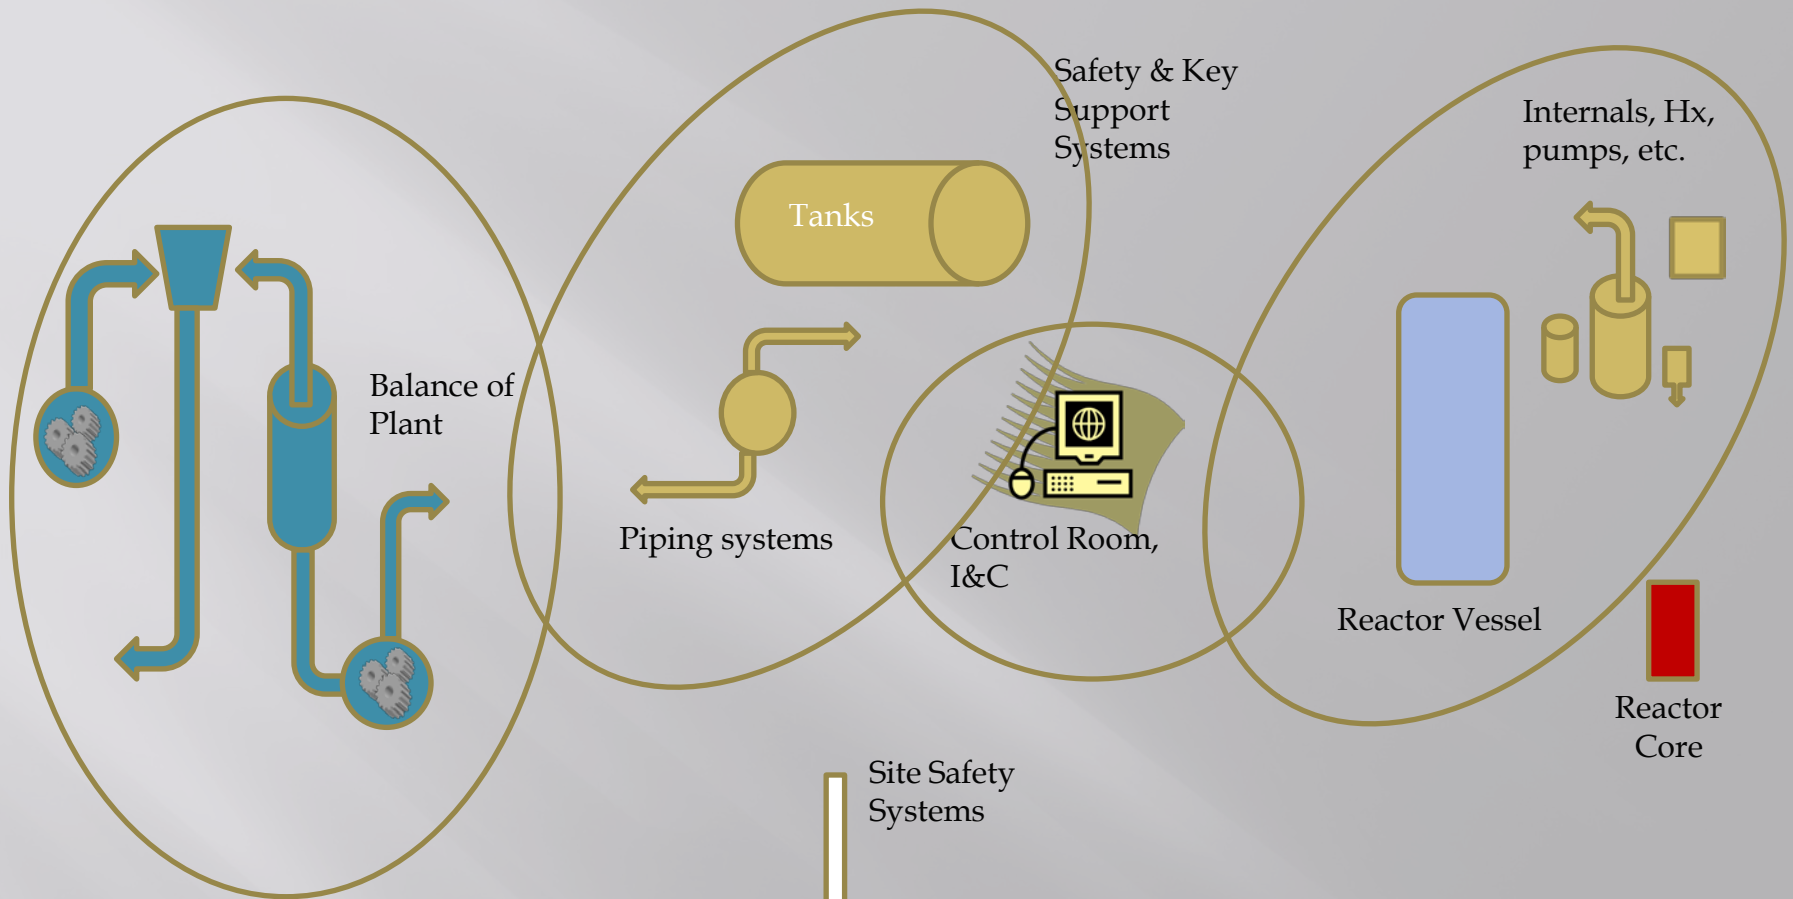 Safety & Key
Support
Systems
Internals, Hx,
pumps, etc.
Tanks
Balance of
Plant
Piping systems
Control Room,
I&C
Reactor Vessel
Reactor
Core
Site Safety
Systems